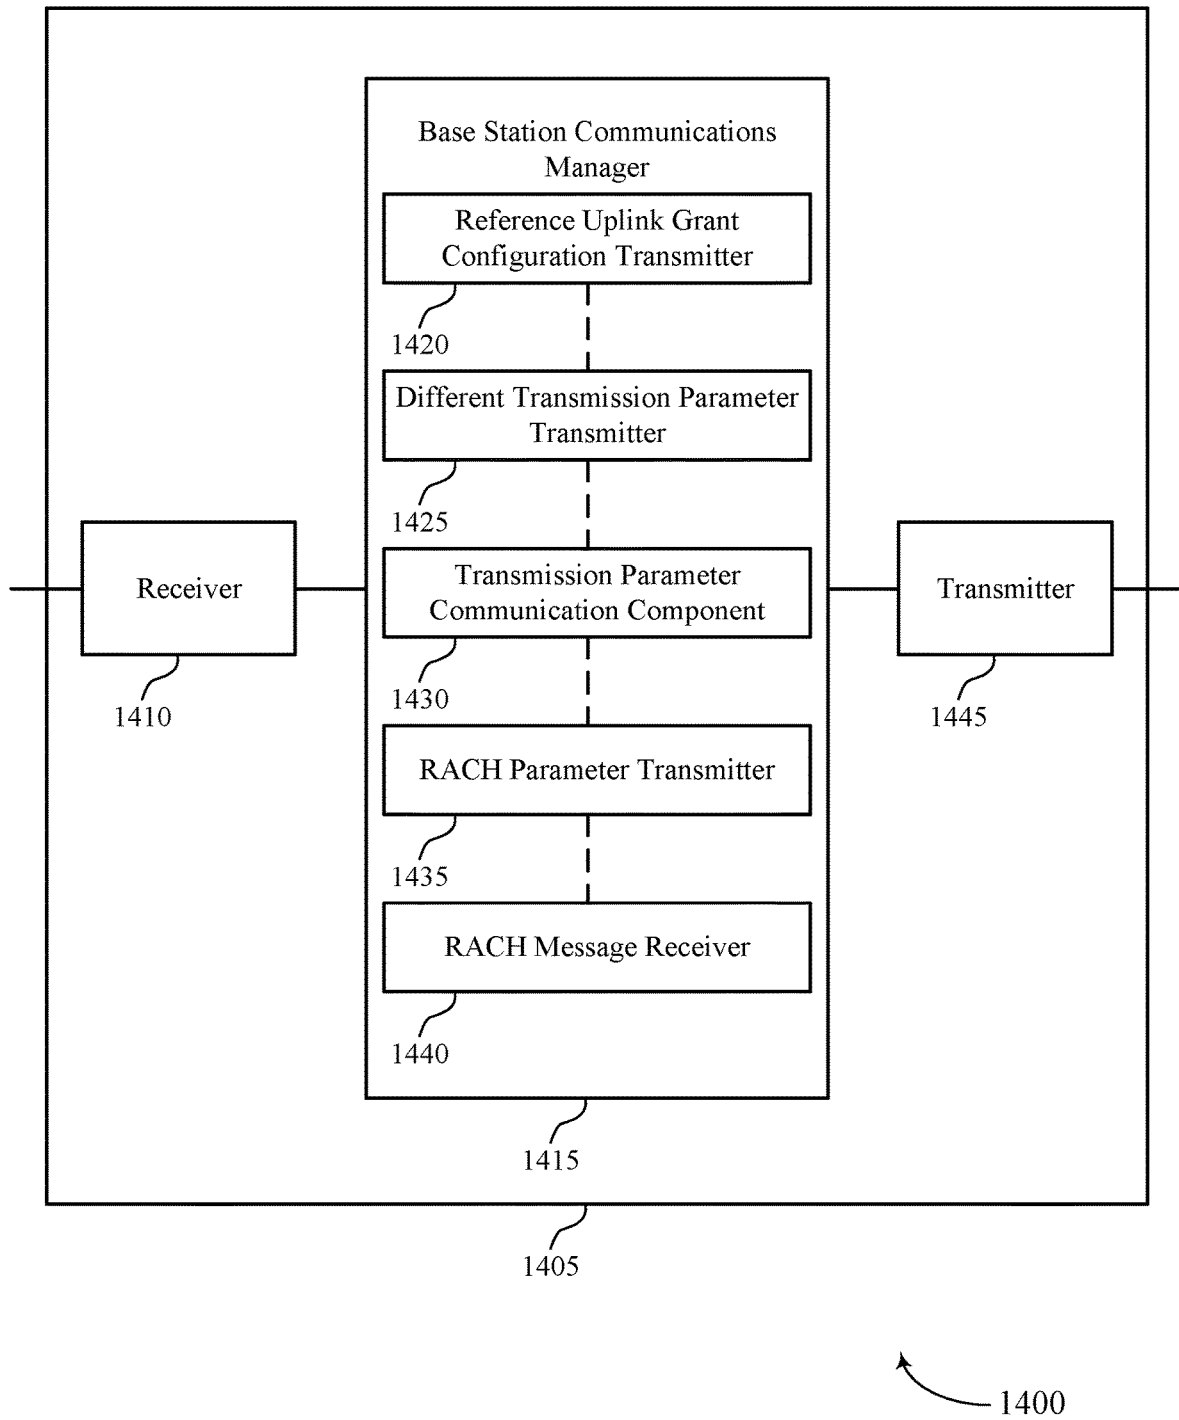 Base Station Communications
Manager
Reference Uplink Grant
Configuration Transmitter
1420
Different Transmission Parameter
Transmitter
1425
Receiver
1410
Transmission Parameter
Communication Component
1430
Transmitter
1445
RACH Parameter Transmitter
1435
RACH Message Receiver
1440
1415
1405
1400